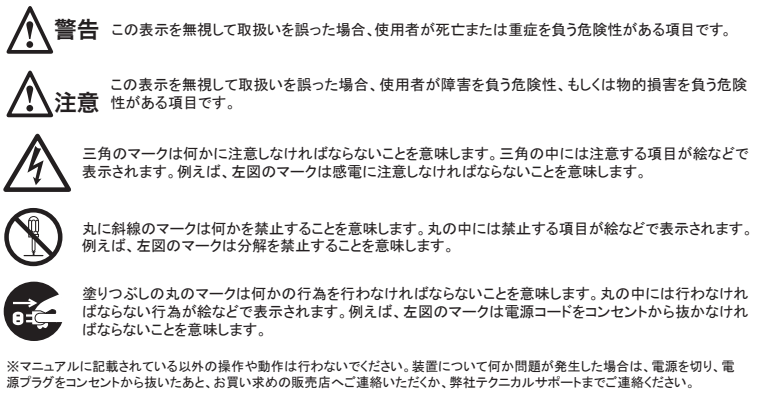 警告 この表示を無視して取扱いを誤った場合、使用者が死亡または重症を負う危険性がある項目です。
注意 この表示を無視して取扱いを誤った場合、使用者が障害を負う危険性、もしくは物的損害を負う危険
性がある項目です。
三角のマークは何かに注意しなければならないことを意味します。三角の中には注意する項目が絵などで
表示されます。例えば、左図のマークは感電に注意しなければならないことを意味します。
丸に斜線のマークは何かを禁止することを意味します。丸の中には禁止する項目が絵などで表示されます。
例えば、左図のマークは分解を禁止することを意味します。
塗りつぶしの丸のマークは何かの行為を行わなければならないことを意味します。丸の中には行わなけれ
ばならない行為が絵などで表示されます。例えば、左図のマークは電源コードをコンセントから抜かなけれ
ばならないことを意味します。
※マニュアルに記載されている以外の操作や動作は行わないでください。装置について何か問題が発生した場合は、電源を切り、電
源プラグをコンセントから抜いたあと、お買い求めの販売店へご連絡いただくか、弊社テクニカルサポートまでご連絡ください。